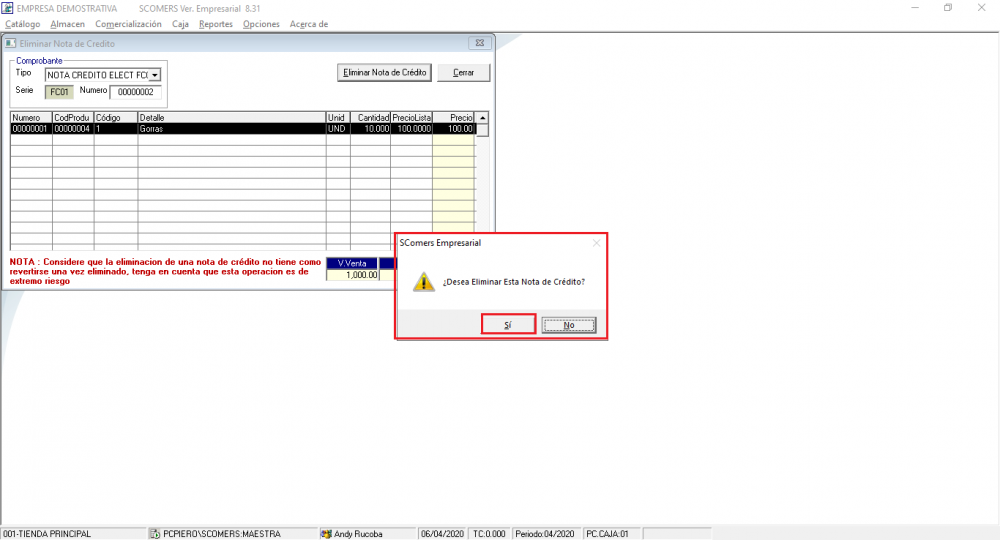 EMPRESA DEMOSTRATIVA SCOMERS Ver. Empresarial 8.31
Catálogo Almacen Comercialización Caja Reportes Opciones Acerca de
Eliminar Nota de Credito
Comprobante
Tipo NOTA CREDITO ELECT FC(
Eliminar Nota de Crédito Cerrar
Serie FC01 Numero 00000002
Numero CodProdu Código Detalle Unid Cantidad PrecioLista Precio
00000001 00000004 1 Gorras UND 10.000 100.0000 100.00
NOTA : Considere que la eliminacion de una nota de crédito no tiene como
revertirse una vez eliminado, tenga en cuenta que esta operacion es de
extremo riesgo
V.Venta
1,000.00
SComers Empresarial
¿Desea Eliminar Esta Nota de Crédito?
Sí No
001-TIENDA PRINCIPAL PCPIERO\SCOMERS:MAESTRA Andy Rucoba 06/04/2020 TC:0.000 Periodo:04/2020 PC.CAJA:01